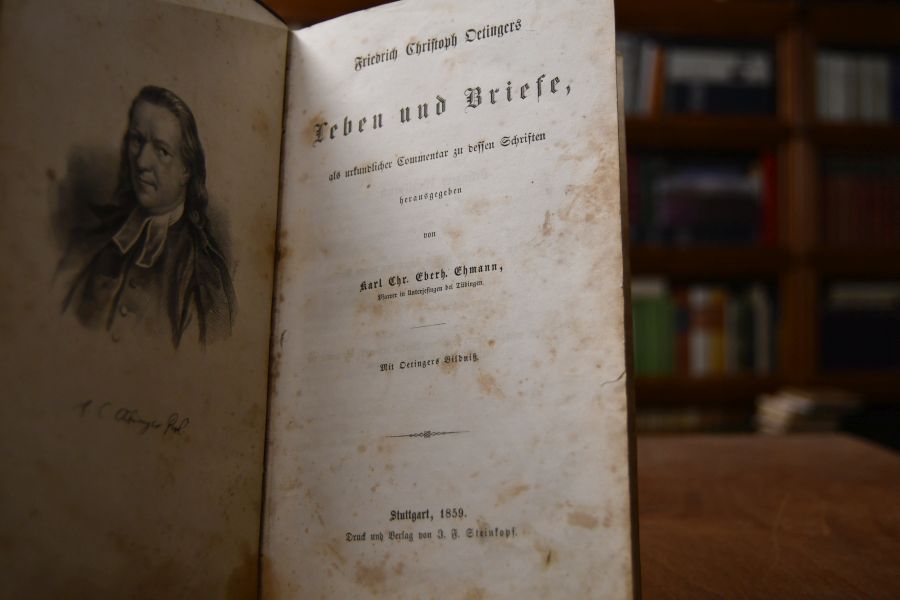 Friedrich Christoph Oetingers
Leben und Briefe,
als urkundlicher Commentar zu dessen Schriften
herausgegeben
von
Karl Chr. Eberh. Ehmann,
Pfarrer in Unterjesingen bei Tübingen.
Mit Oetingers Bildniß.
Stuttgart, 1859.
Druck und Verlag von J. F. Steinkopf.